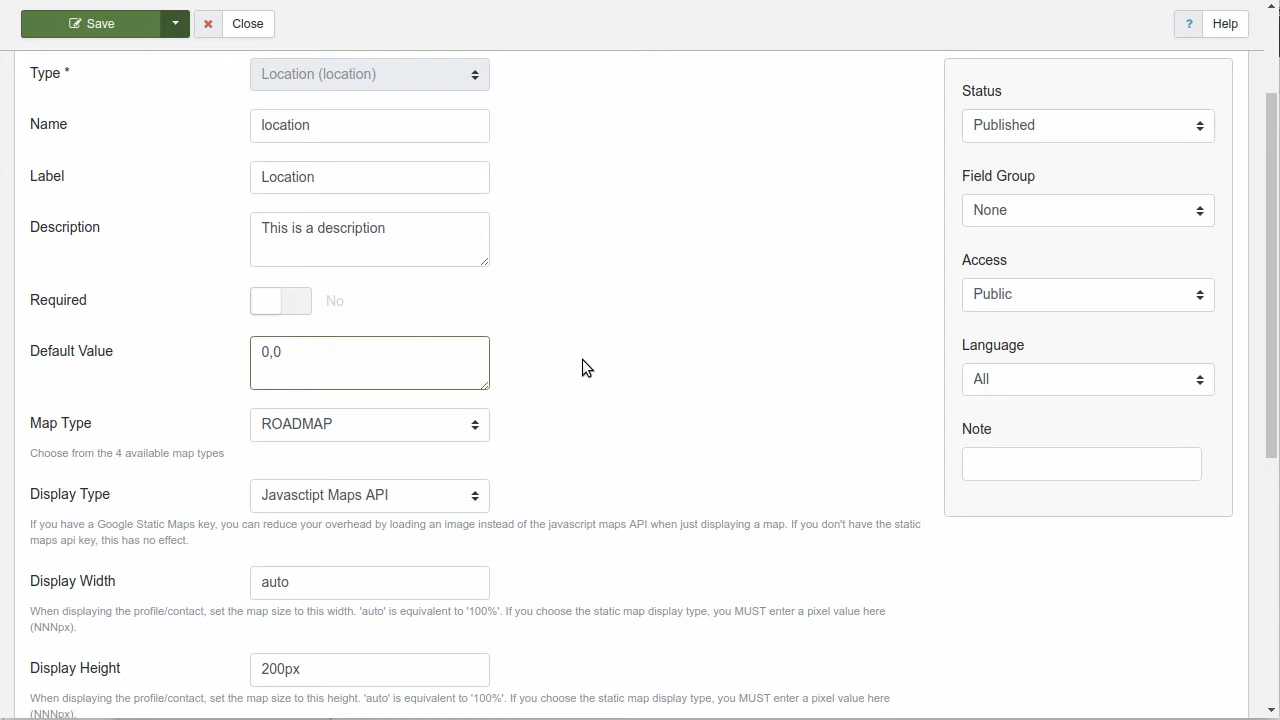 Save
Close
? Help
Type *
Location (location)
Name
location
Label
Location
Description
This is a description
Required
No
Default Value
0,0
Map Type
ROADMAP
Choose from the 4 available map types
Display Type
Javasctipt Maps API
If you have a Google Static Maps key, you can reduce your overhead by loading an image instead of the javascript maps API when just displaying a map. If you don't have the static
maps api key, this has no effect.
Display Width
auto
When displaying the profile/contact, set the map size to this width. 'auto' is equivalent to '100%'. If you choose the static map display type, you MUST enter a pixel value here
(NNNpx).
Display Height
200px
When displaying the profile/contact, set the map size to this height. 'auto' is equivalent to '100%'. If you choose the static map display type, you MUST enter a pixel value here
(NNNpx).
Status
Published
Field Group
None
Access
Public
Language
All
Note